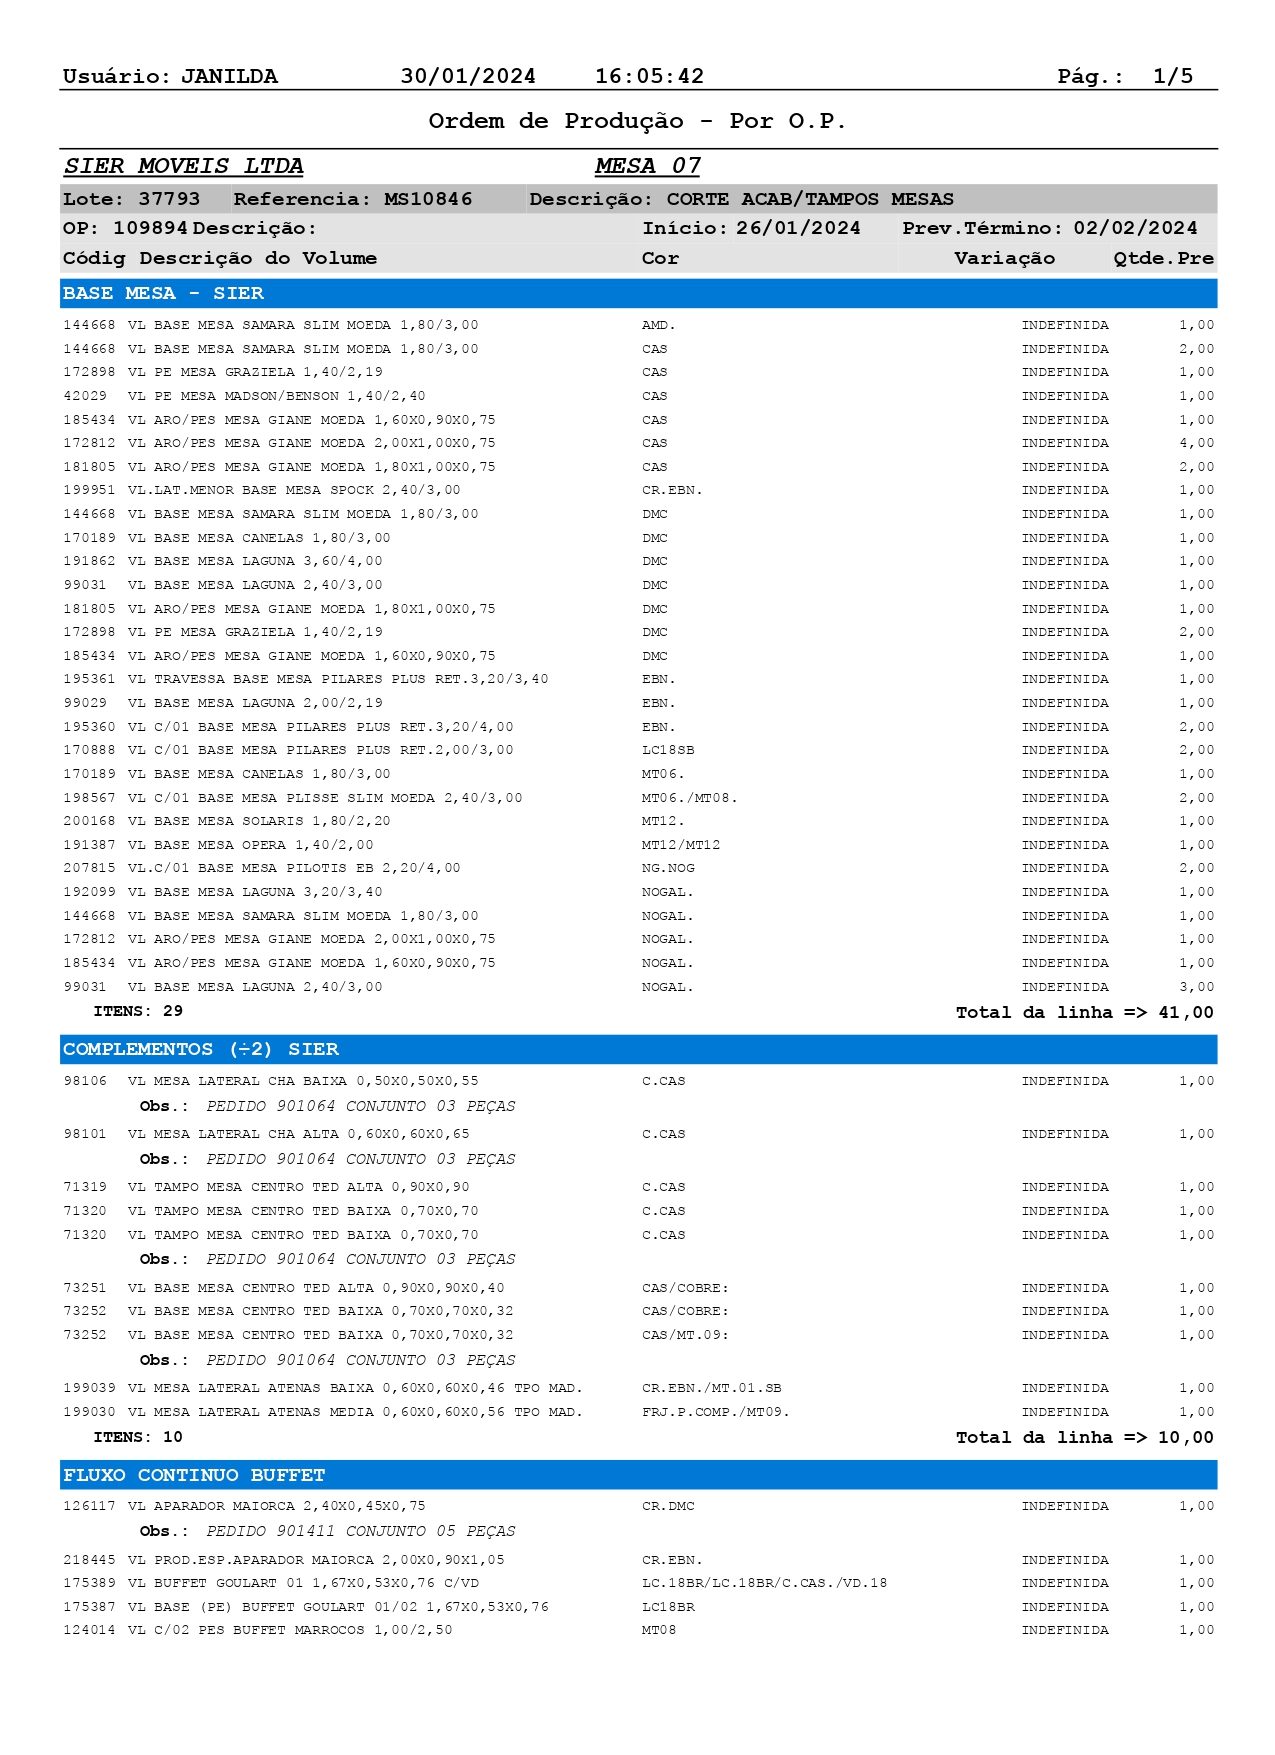 Usuário: JANILDA 30/01/2024 16:05:42 Pág.: 1/5
Ordem de Produção - Por O.P.
SIER MOVEIS LTDA MESA 07
Lote: 37793 Referencia: MS10846 Descrição: CORTE ACAB/TAMPOS MESAS
OP: 109894 Descrição: Início: 26/01/2024 Prev.Término: 02/02/2024
Códig Descrição do Volume Cor Variação Qtde.Pre
BASE MESA - SIER
144668 VL BASE MESA SAMARA SLIM MOEDA 1,80/3,00 AMD. INDEFINIDA 1,00
144668 VL BASE MESA SAMARA SLIM MOEDA 1,80/3,00 CAS INDEFINIDA 2,00
172898 VL PE MESA GRAZIELA 1,40/2,19 CAS INDEFINIDA 1,00
42029 VL PE MESA MADSON/BENSON 1,40/2,40 CAS INDEFINIDA 1,00
185434 VL ARO/PES MESA GIANE MOEDA 1,60X0,90X0,75 CAS INDEFINIDA 1,00
172812 VL ARO/PES MESA GIANE MOEDA 2,00X1,00X0,75 CAS INDEFINIDA 4,00
181805 VL ARO/PES MESA GIANE MOEDA 1,80X1,00X0,75 CAS INDEFINIDA 2,00
199951 VL.LAT.MENOR BASE MESA SPOCK 2,40/3,00 CR.EBN. INDEFINIDA 1,00
144668 VL BASE MESA SAMARA SLIM MOEDA 1,80/3,00 DMC INDEFINIDA 1,00
170189 VL BASE MESA CANELAS 1,80/3,00 DMC INDEFINIDA 1,00
191862 VL BASE MESA LAGUNA 3,60/4,00 DMC INDEFINIDA 1,00
99031 VL BASE MESA LAGUNA 2,40/3,00 DMC INDEFINIDA 1,00
181805 VL ARO/PES MESA GIANE MOEDA 1,80X1,00X0,75 DMC INDEFINIDA 1,00
172898 VL PE MESA GRAZIELA 1,40/2,19 DMC INDEFINIDA 2,00
185434 VL ARO/PES MESA GIANE MOEDA 1,60X0,90X0,75 DMC INDEFINIDA 1,00
195361 VL TRAVESSA BASE MESA PILARES PLUS RET.3,20/3,40 EBN. INDEFINIDA 1,00
99029 VL BASE MESA LAGUNA 2,00/2,19 EBN. INDEFINIDA 1,00
195360 VL C/01 BASE MESA PILARES PLUS RET.3,20/4,00 EBN. INDEFINIDA 2,00
170888 VL C/01 BASE MESA PILARES PLUS RET.2,00/3,00 LC18SB INDEFINIDA 2,00
170189 VL BASE MESA CANELAS 1,80/3,00 MT06. INDEFINIDA 1,00
198567 VL C/01 BASE MESA PLISSE SLIM MOEDA 2,40/3,00 MT06./MT08. INDEFINIDA 2,00
200168 VL BASE MESA SOLARIS 1,80/2,20 MT12. INDEFINIDA 1,00
191387 VL BASE MESA OPERA 1,40/2,00 MT12/MT12 INDEFINIDA 1,00
207815 VL.C/01 BASE MESA PILOTIS EB 2,20/4,00 NG.NOG INDEFINIDA 2,00
192099 VL BASE MESA LAGUNA 3,20/3,40 NOGAL. INDEFINIDA 1,00
144668 VL BASE MESA SAMARA SLIM MOEDA 1,80/3,00 NOGAL. INDEFINIDA 1,00
172812 VL ARO/PES MESA GIANE MOEDA 2,00X1,00X0,75 NOGAL. INDEFINIDA 1,00
185434 VL ARO/PES MESA GIANE MOEDA 1,60X0,90X0,75 NOGAL. INDEFINIDA 1,00
99031 VL BASE MESA LAGUNA 2,40/3,00 NOGAL. INDEFINIDA 3,00
ITENS: 29 Total da linha => 41,00
COMPLEMENTOS (÷2) SIER
98106 VL MESA LATERAL CHA BAIXA 0,50X0,50X0,55 C.CAS INDEFINIDA 1,00
Obs.: PEDIDO 901064 CONJUNTO 03 PEÇAS
98101 VL MESA LATERAL CHA ALTA 0,60X0,60X0,65 C.CAS INDEFINIDA 1,00
Obs.: PEDIDO 901064 CONJUNTO 03 PEÇAS
71319 VL TAMPO MESA CENTRO TED ALTA 0,90X0,90 C.CAS INDEFINIDA 1,00
71320 VL TAMPO MESA CENTRO TED BAIXA 0,70X0,70 C.CAS INDEFINIDA 1,00
71320 VL TAMPO MESA CENTRO TED BAIXA 0,70X0,70 C.CAS INDEFINIDA 1,00
Obs.: PEDIDO 901064 CONJUNTO 03 PEÇAS
73251 VL BASE MESA CENTRO TED ALTA 0,90X0,90X0,40 CAS/COBRE: INDEFINIDA 1,00
73252 VL BASE MESA CENTRO TED BAIXA 0,70X0,70X0,32 CAS/COBRE: INDEFINIDA 1,00
73252 VL BASE MESA CENTRO TED BAIXA 0,70X0,70X0,32 CAS/MT.09: INDEFINIDA 1,00
Obs.: PEDIDO 901064 CONJUNTO 03 PEÇAS
199039 VL MESA LATERAL ATENAS BAIXA 0,60X0,60X0,46 TPO MAD. CR.EBN./MT.01.SB INDEFINIDA 1,00
199030 VL MESA LATERAL ATENAS MEDIA 0,60X0,60X0,56 TPO MAD. FRJ.P.COMP./MT09. INDEFINIDA 1,00
ITENS: 10 Total da linha => 10,00
FLUXO CONTINUO BUFFET
126117 VL APARADOR MAIORCA 2,40X0,45X0,75 CR.DMC INDEFINIDA 1,00
Obs.: PEDIDO 901411 CONJUNTO 05 PEÇAS
218445 VL PROD.ESP.APARADOR MAIORCA 2,00X0,90X1,05 CR.EBN. INDEFINIDA 1,00
175389 VL BUFFET GOULART 01 1,67X0,53X0,76 C/VD LC.18BR/LC.18BR/C.CAS./VD.18 INDEFINIDA 1,00
175387 VL BASE (PE) BUFFET GOULART 01/02 1,67X0,53X0,76 LC18BR INDEFINIDA 1,00
124014 VL C/02 PES BUFFET MARROCOS 1,00/2,50 MT08 INDEFINIDA 1,00